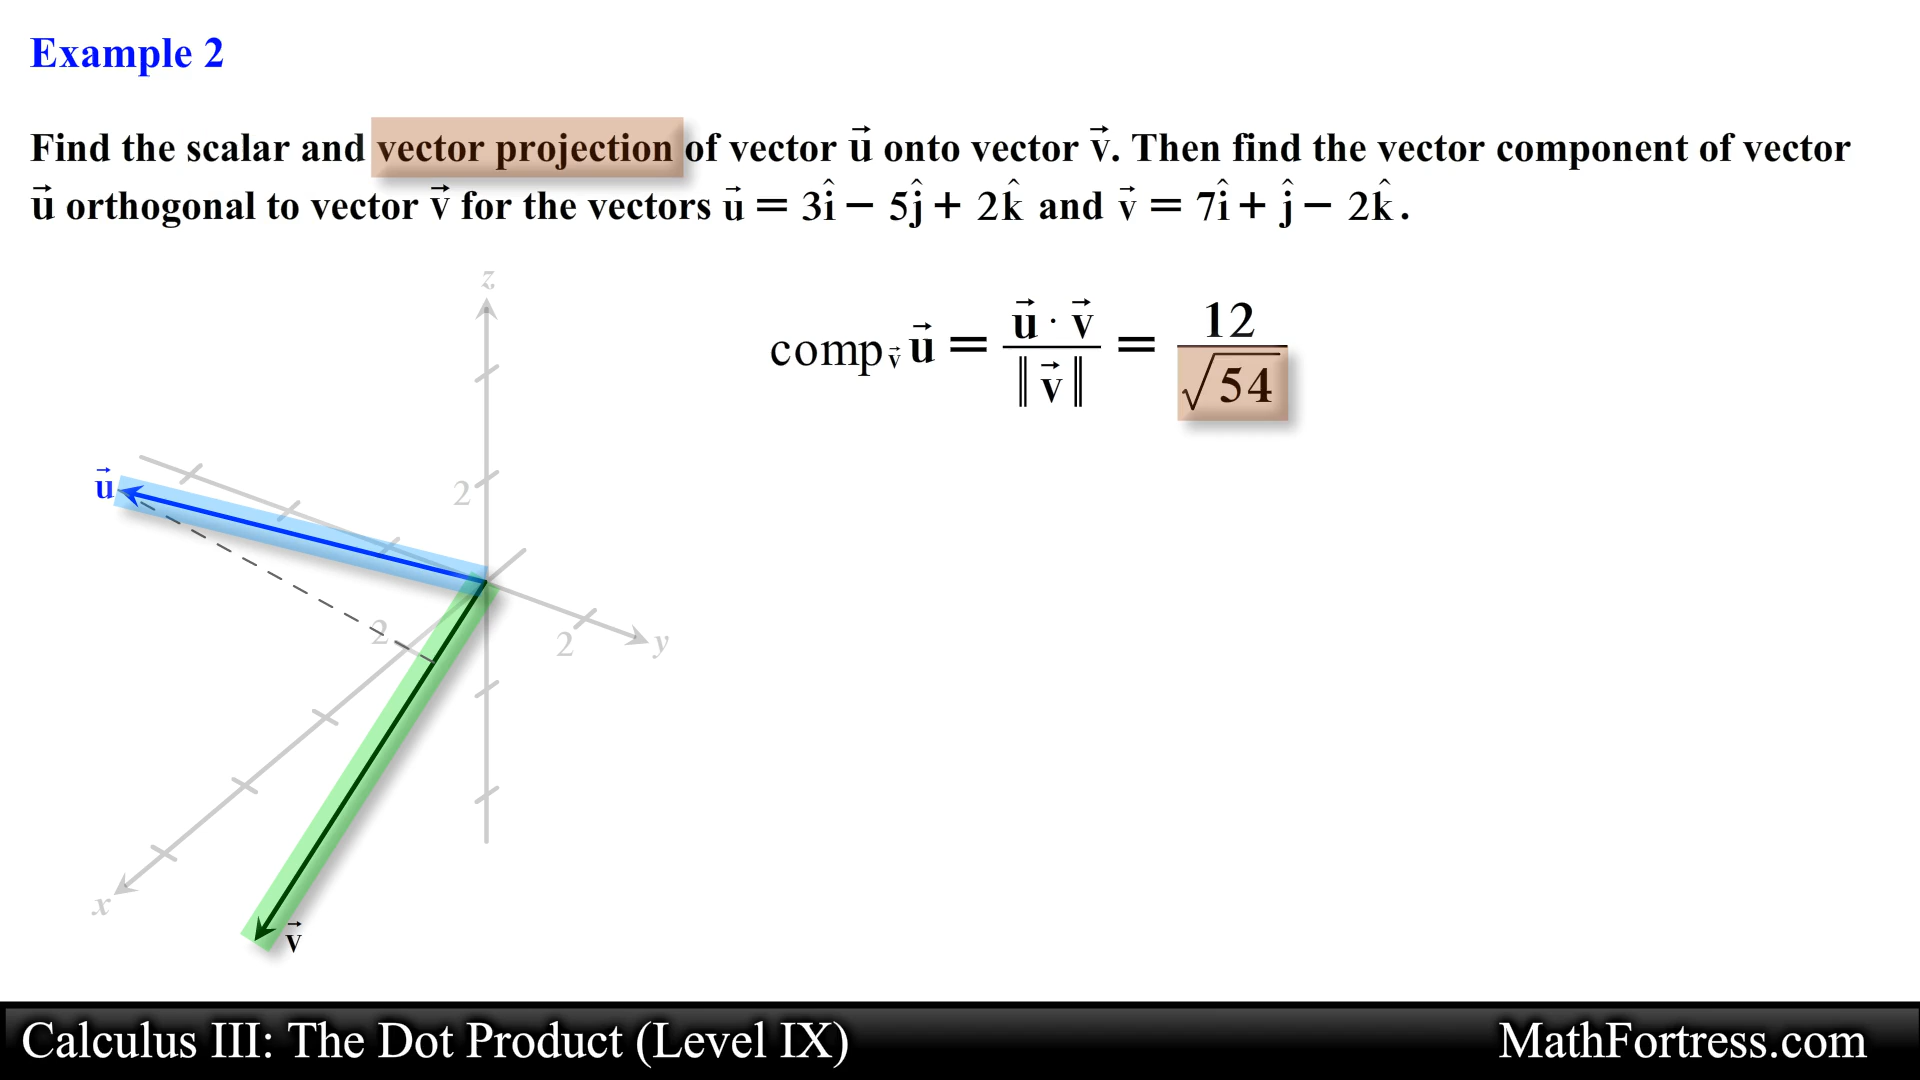 Example 2
Find the scalar and vector projection of vector u⃗ onto vector v⃗. Then find the vector component of vector
u⃗ orthogonal to vector v⃗ for the vectors u⃗ = 3î − 5ĵ + 2k̂ and v⃗ = 7î + ĵ − 2k̂.
z
comp_v⃗ u⃗ = (u⃗ · v⃗)/‖v⃗‖ = 12/√54
u⃗
2
2
2
y
x
v⃗
Calculus III: The Dot Product (Level IX)
MathFortress.com